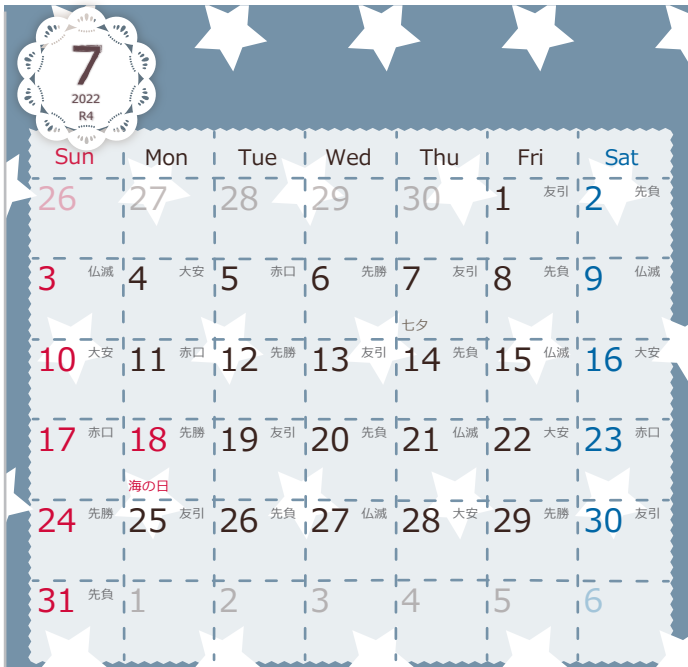 7
2022
R4
Sun Mon Tue Wed Thu Fri Sat
26 27 28 29 30 1 友引 2 先負
3 仏滅 4 大安 5 赤口 6 先勝 7 友引 8 先負 9 仏滅
七夕
10 大安 11 赤口 12 先勝 13 友引 14 先負 15 仏滅 16 大安
17 赤口 18 先勝 19 友引 20 先負 21 仏滅 22 大安 23 赤口
海の日
24 先勝 25 友引 26 先負 27 仏滅 28 大安 29 先勝 30 友引
31 先負 1 2 3 4 5 6